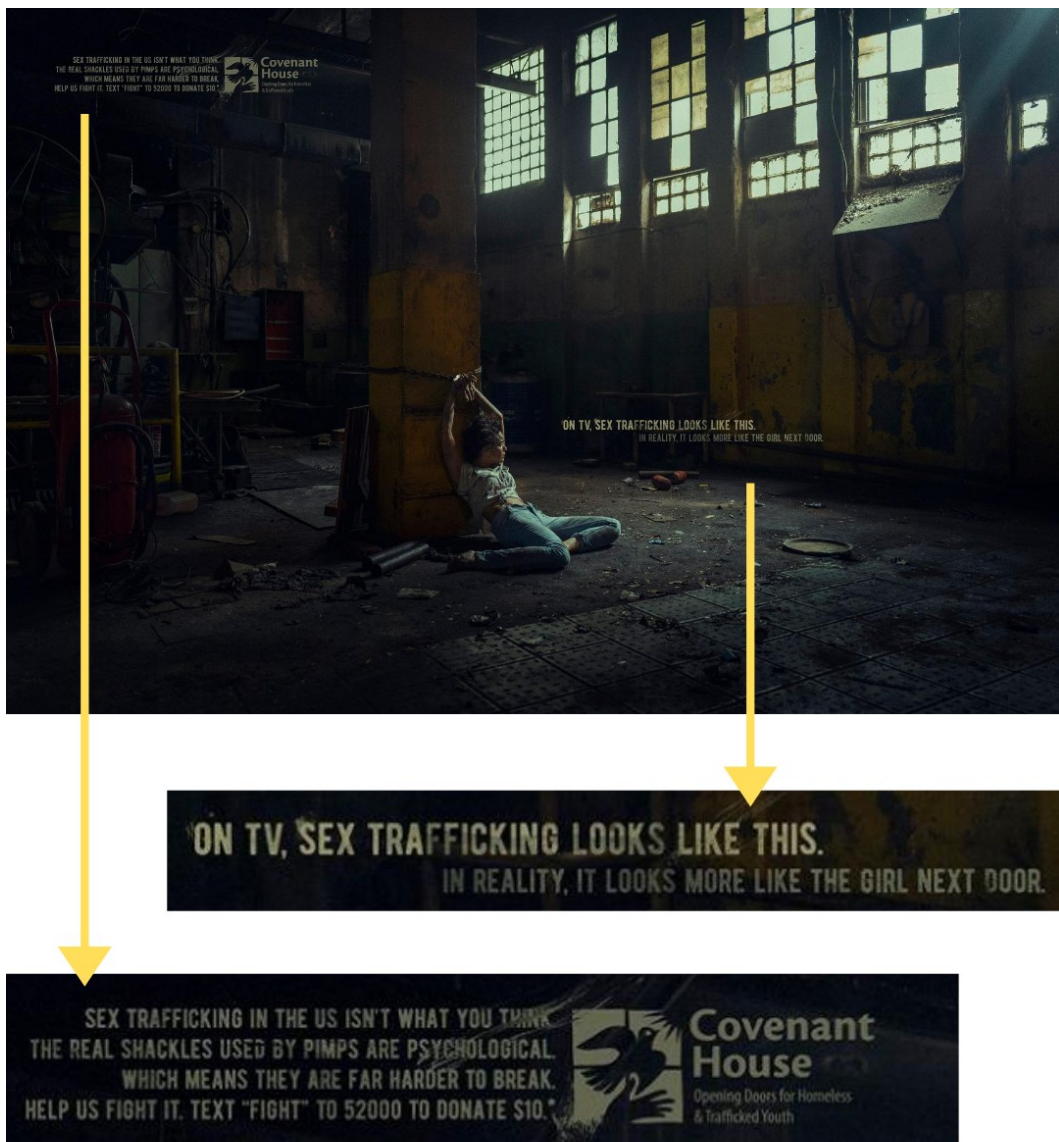 SEX TRAFFICKING IN THE US ISN'T WHAT YOU THINK
THE REAL SHACKLES USED BY PIMPS ARE PSYCHOLOGICAL.
WHICH MEANS THEY ARE FAR HARDER TO BREAK.
HELP US FIGHT IT. TEXT "FIGHT" TO 52000 TO DONATE $10.*
Covenant
House
Opening Doors for Homeless
& Trafficked Youth
ON TV, SEX TRAFFICKING LOOKS LIKE THIS.
IN REALITY, IT LOOKS MORE LIKE THE GIRL NEXT DOOR.
ON TV, SEX TRAFFICKING LOOKS LIKE THIS.
IN REALITY, IT LOOKS MORE LIKE THE GIRL NEXT DOOR.
SEX TRAFFICKING IN THE US ISN'T WHAT YOU THINK
THE REAL SHACKLES USED BY PIMPS ARE PSYCHOLOGICAL.
WHICH MEANS THEY ARE FAR HARDER TO BREAK.
HELP US FIGHT IT. TEXT "FIGHT" TO 52000 TO DONATE $10.*
Covenant
House
Opening Doors for Homeless
& Trafficked Youth